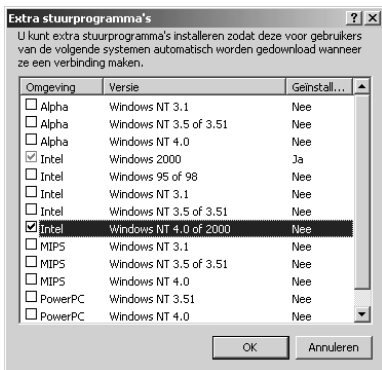 Extra stuurprogramma's
U kunt extra stuurprogramma's installeren zodat deze voor gebruikers
van de volgende systemen automatisch worden gedownload wanneer
ze een verbinding maken.
Omgeving Versie Geïnstall...
Alpha Windows NT 3.1 Nee
Alpha Windows NT 3.5 of 3.51 Nee
Alpha Windows NT 4.0 Nee
Intel Windows 2000 Ja
Intel Windows 95 of 98 Nee
Intel Windows NT 3.1 Nee
Intel Windows NT 3.5 of 3.51 Nee
Intel Windows NT 4.0 of 2000 Nee
MIPS Windows NT 3.1 Nee
MIPS Windows NT 3.5 of 3.51 Nee
MIPS Windows NT 4.0 Nee
PowerPC Windows NT 3.51 Nee
PowerPC Windows NT 4.0 Nee
OK Annuleren